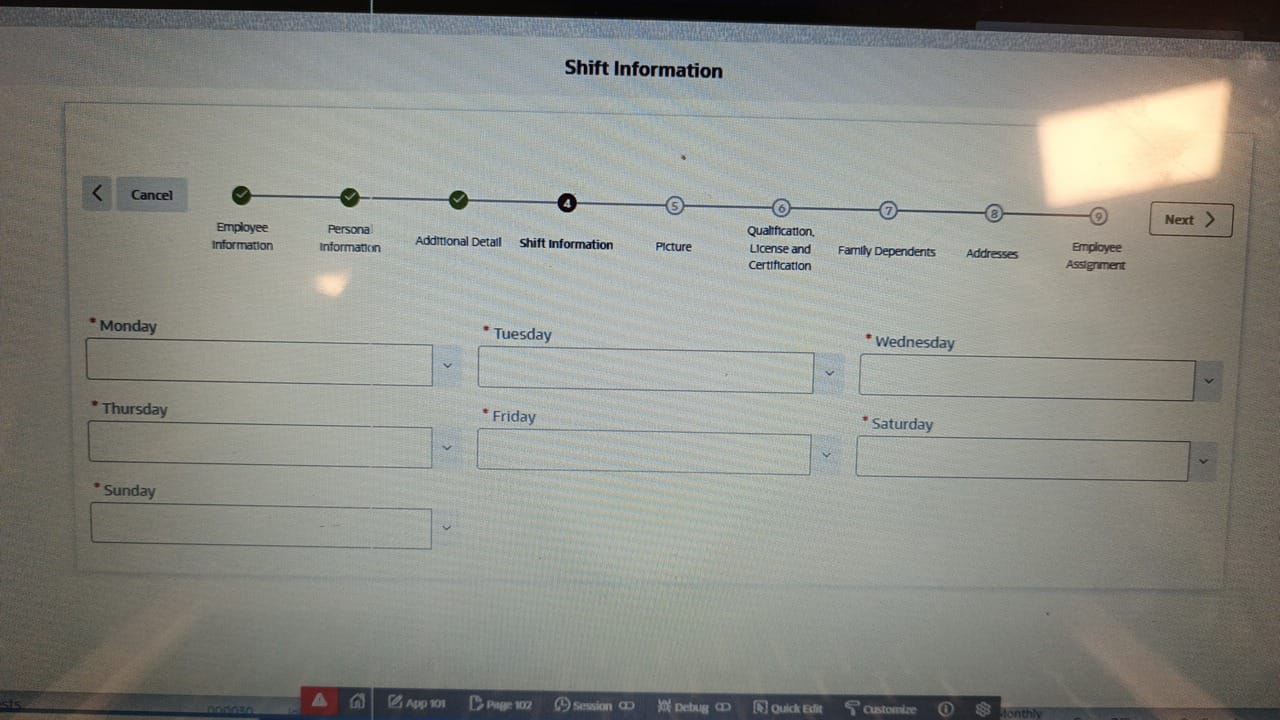 Shift Information
Cancel
Employee
Information
Personal
Information
Additional Detail
4
Shift Information
5
Picture
6
Qualification,
License and
Certification
7
Family Dependents
8
Addresses
9
Employee
Assignment
Next
* Monday
* Tuesday
* Wednesday
* Thursday
* Friday
* Saturday
* Sunday
App 101
Page 102
Session
Debug
Quick Edit
Customize
Monthly